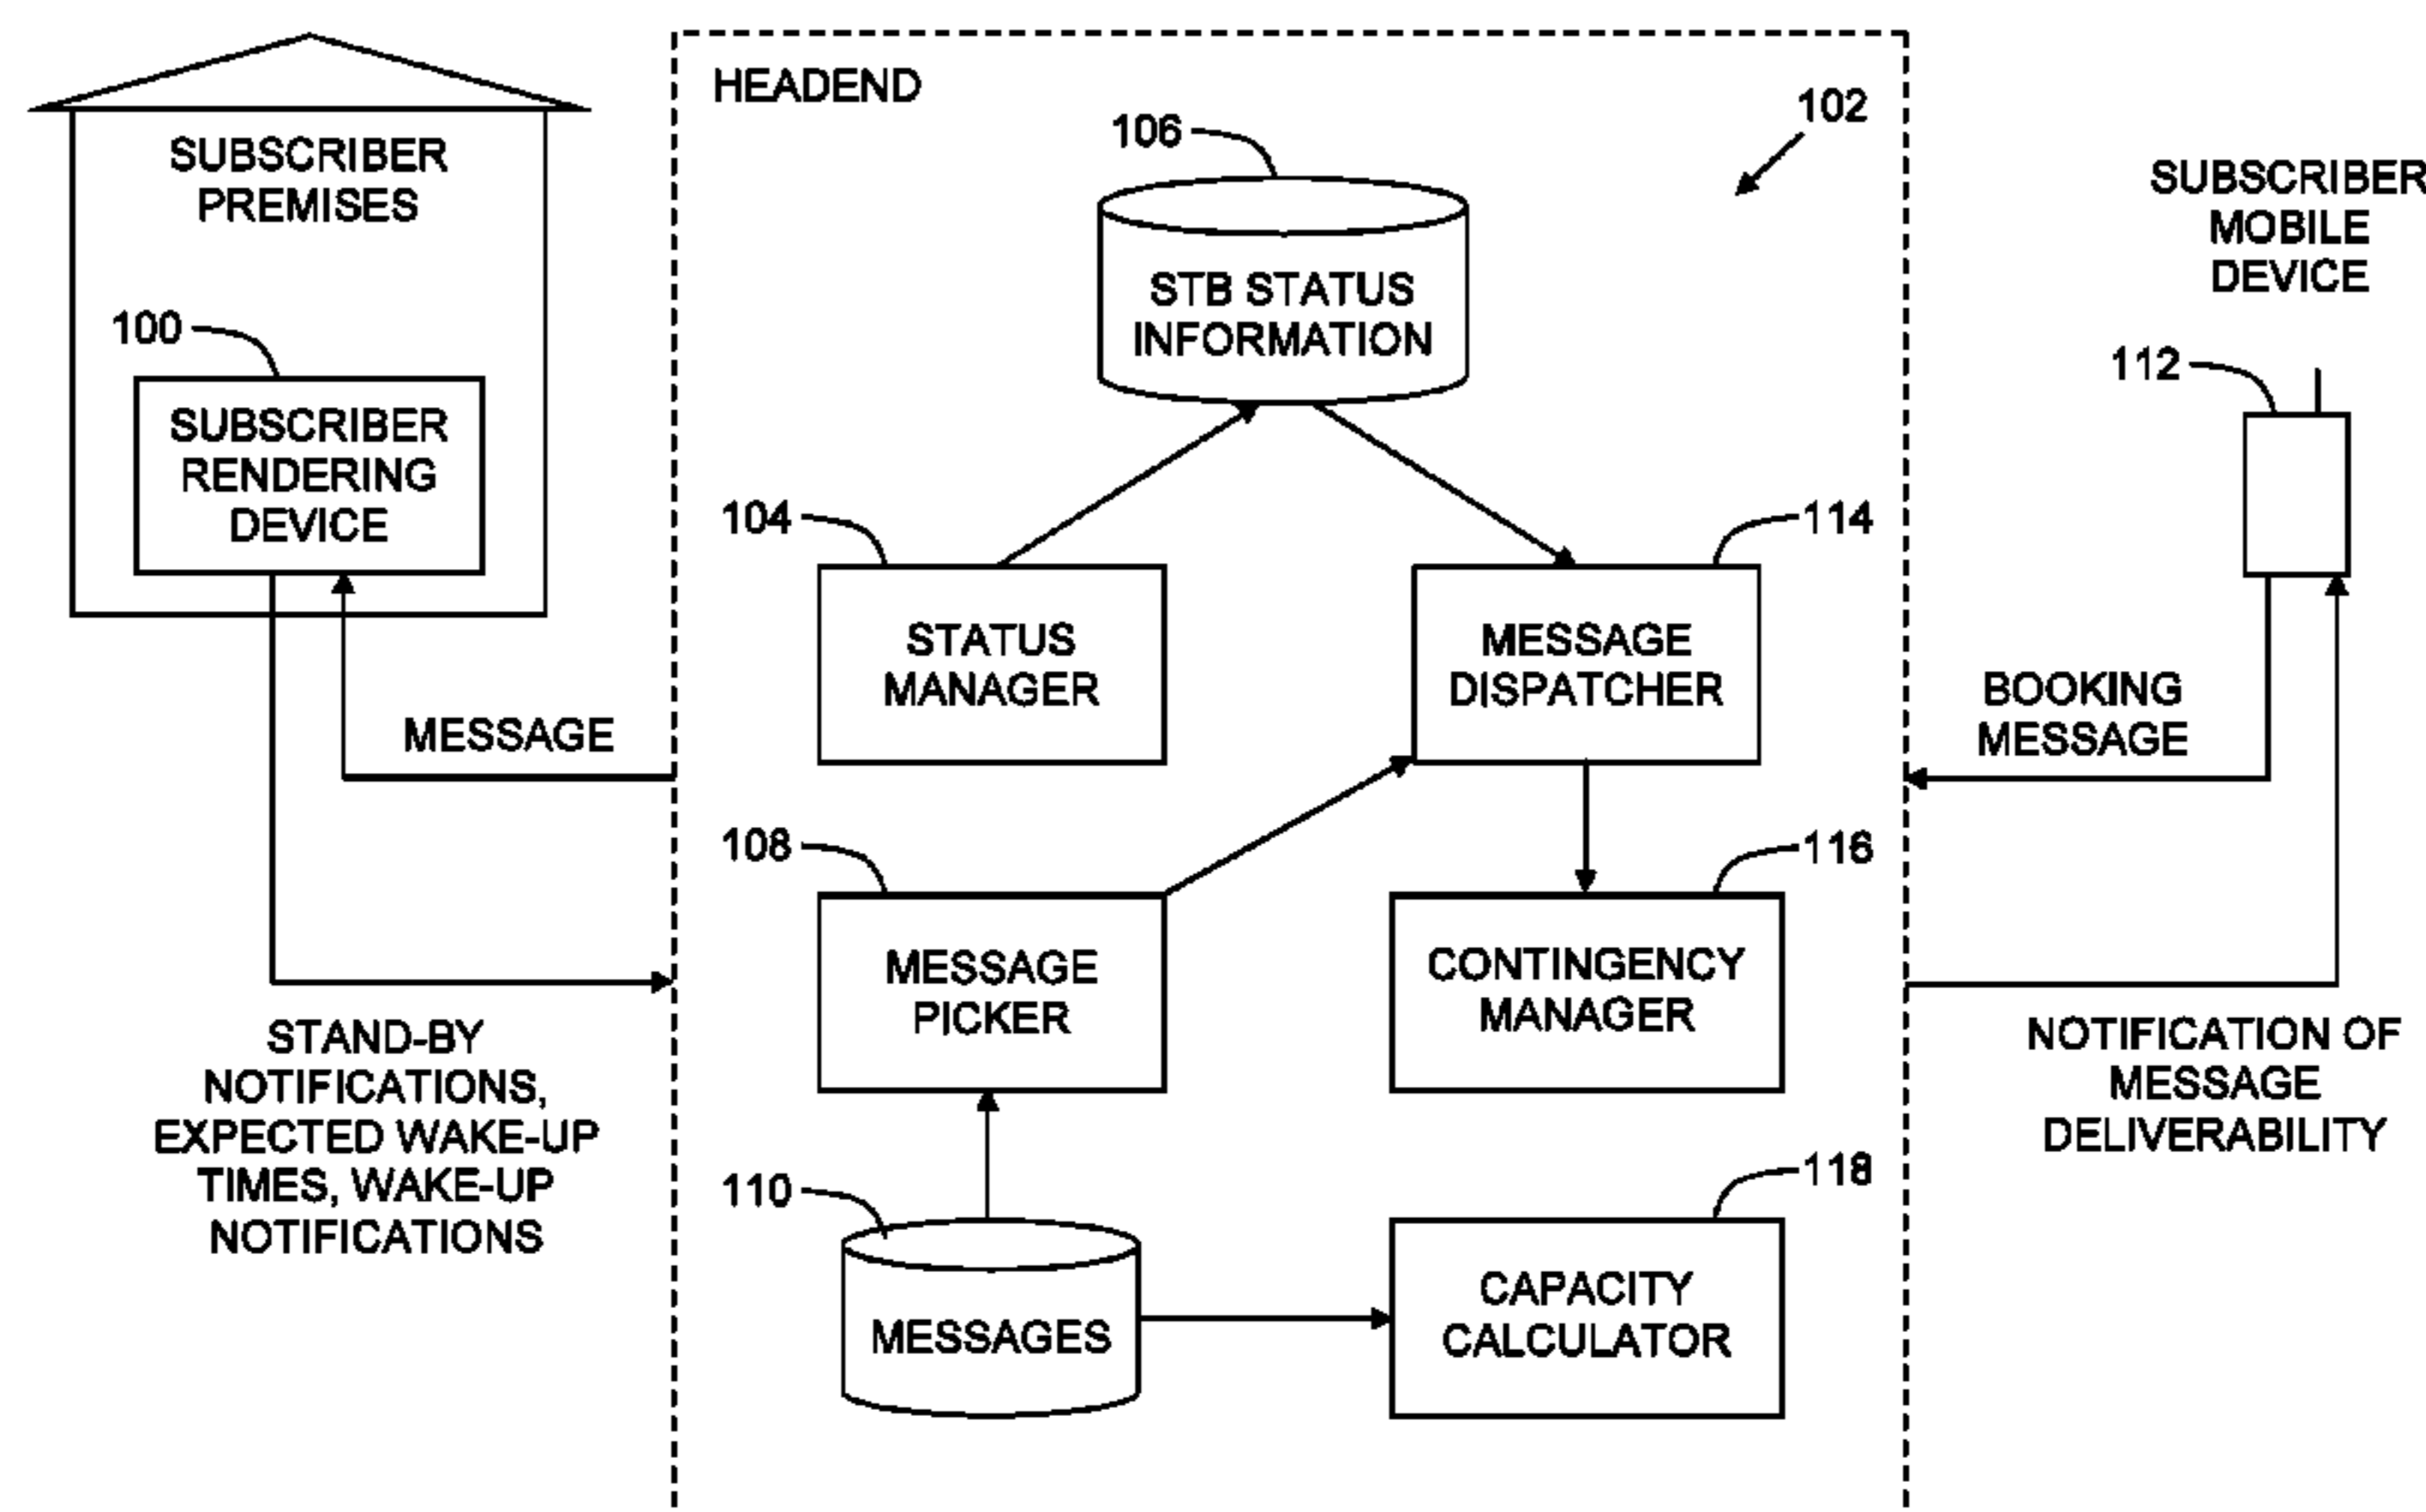 HEADEND
102
106
SUBSCRIBER
PREMISES
SUBSCRIBER
MOBILE
DEVICE
STB STATUS
INFORMATION
100
112
SUBSCRIBER
RENDERING
DEVICE
104
114
STATUS
MANAGER
MESSAGE
DISPATCHER
MESSAGE
BOOKING
MESSAGE
108
116
MESSAGE
PICKER
CONTINGENCY
MANAGER
STAND-BY
NOTIFICATIONS,
EXPECTED WAKE-UP
TIMES, WAKE-UP
NOTIFICATIONS
NOTIFICATION OF
MESSAGE
DELIVERABILITY
110
118
MESSAGES
CAPACITY
CALCULATOR